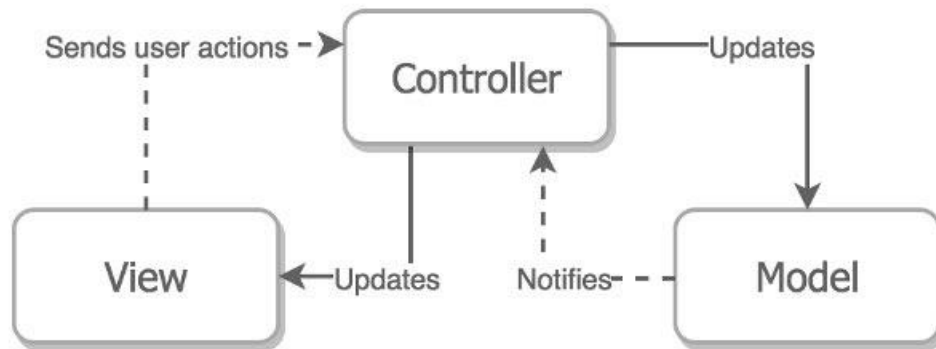 Sends user actions
Controller
Updates
View
Updates
Notifies
Model